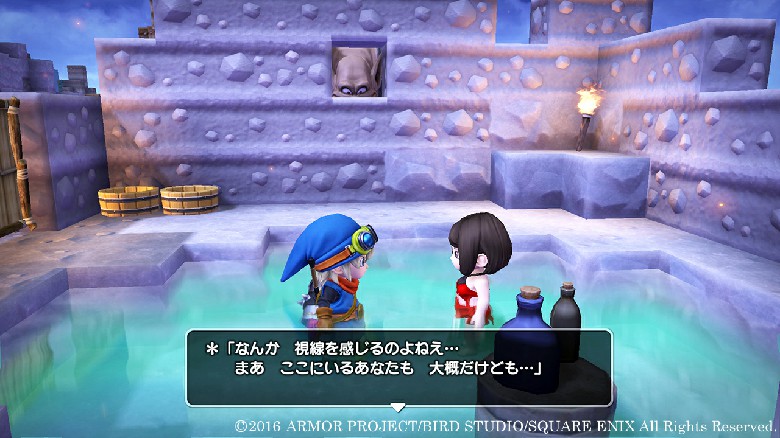 ＊「なんか　視線を感じるのよねえ…
まあ　ここにいるあなたも　大概だけども…」
©2016 ARMOR PROJECT/BIRD STUDIO/SQUARE ENIX All Rights Reserved.